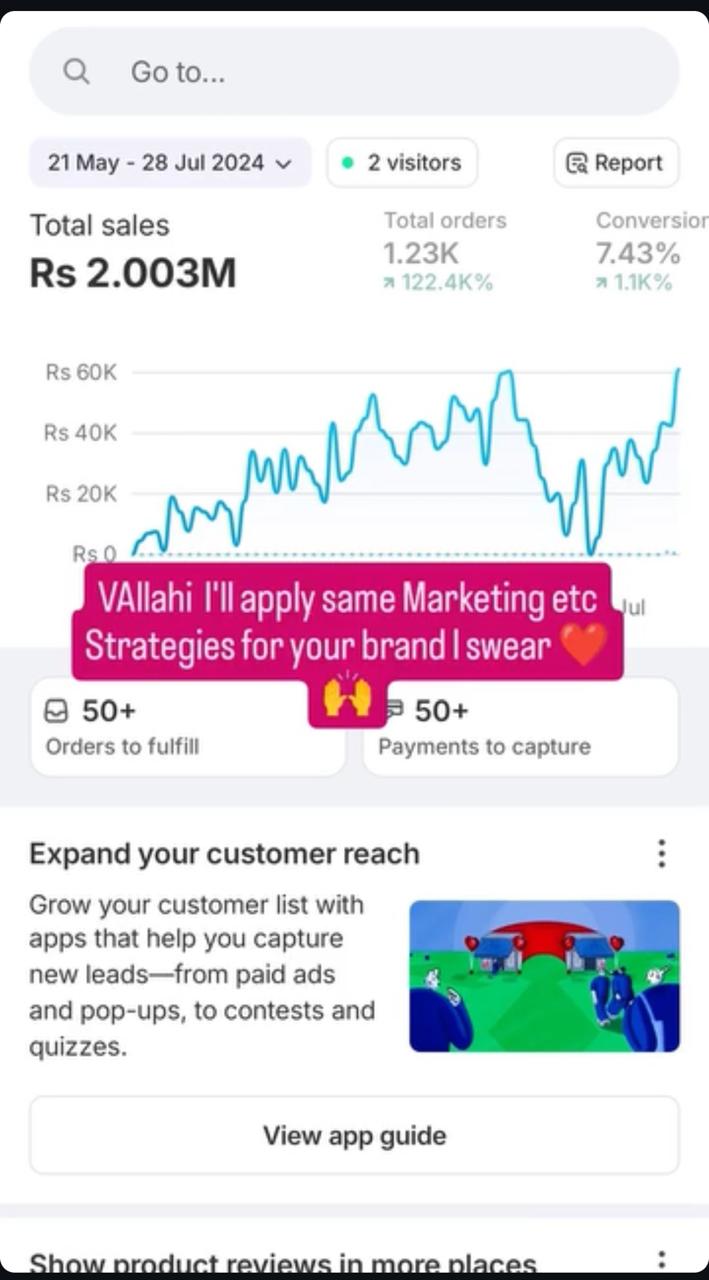 Go to...
21 May - 28 Jul 2024
2 visitors
Report
Total sales
Total orders
Conversion
Rs 2.003M
1.23K
7.43%
122.4K%
1.1K%
Rs 60K
Rs 40K
Rs 20K
Rs 0
Jul
VAllahi I'll apply same Marketing etc
Strategies for your brand I swear ❤️
🙌
50+
Orders to fulfill
50+
Payments to capture
Expand your customer reach
Grow your customer list with
apps that help you capture
new leads—from paid ads
and pop-ups, to contests and
quizzes.
View app guide
Show product reviews in more places